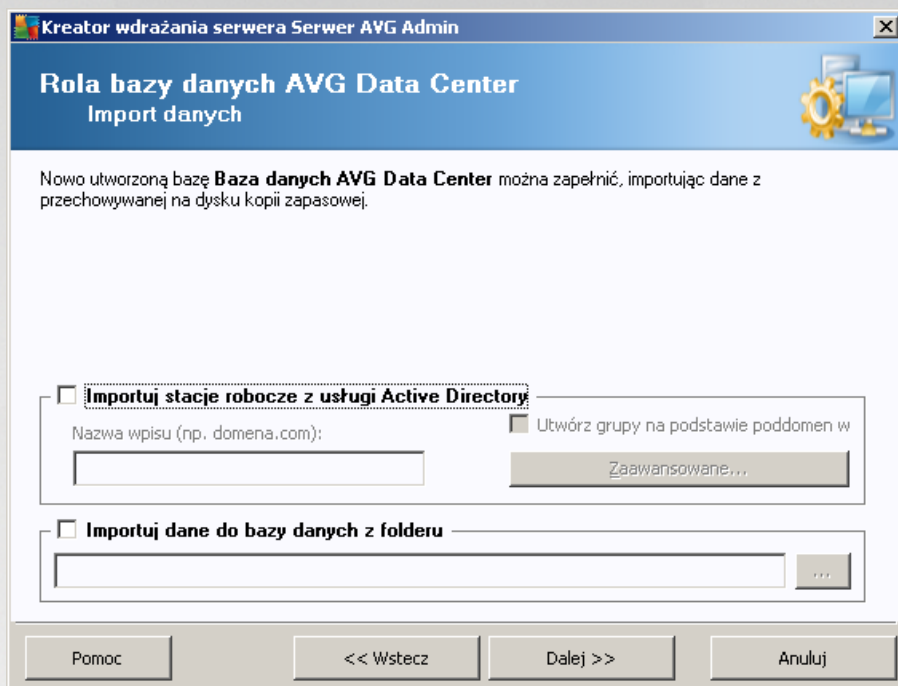 Kreator wdrażania serwera Serwer AVG Admin
Rola bazy danych AVG Data Center
Import danych
Nowo utworzoną bazę Baza danych AVG Data Center można zapełnić, importując dane z
przechowywanej na dysku kopii zapasowej.
Importuj stacje robocze z usługi Active Directory
Nazwa wpisu (np. domena.com):
Utwórz grupy na podstawie poddomen w
Zaawansowane...
Importuj dane do bazy danych z folderu
...
Pomoc
<< Wstecz
Dalej >>
Anuluj